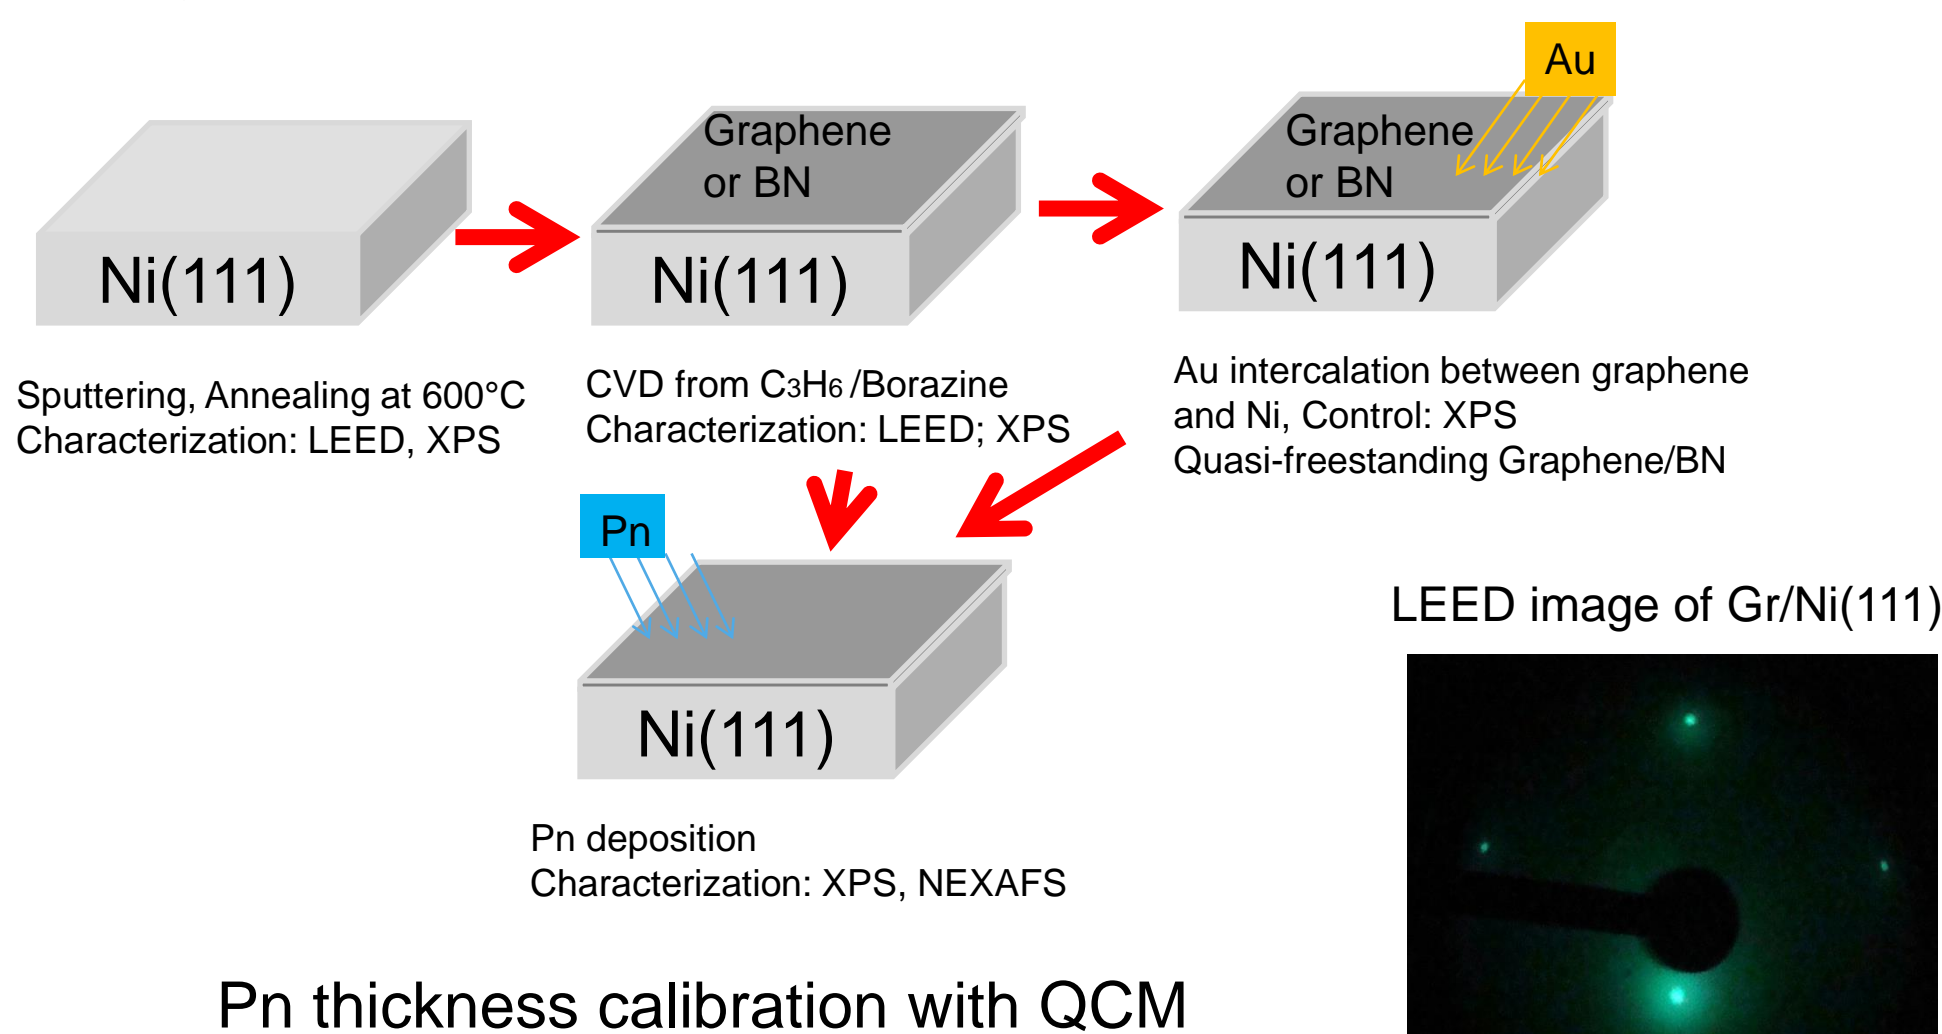 Au
Graphene
or BN
Graphene
or BN
Ni(111)
Ni(111)
Ni(111)
Sputtering, Annealing at 600°C
Characterization: LEED, XPS
CVD from C3H6 /Borazine
Characterization: LEED; XPS
Au intercalation between graphene
and Ni, Control: XPS
Quasi-freestanding Graphene/BN
Pn
Ni(111)
Pn deposition
Characterization: XPS, NEXAFS
LEED image of Gr/Ni(111)
Pn thickness calibration with QCM